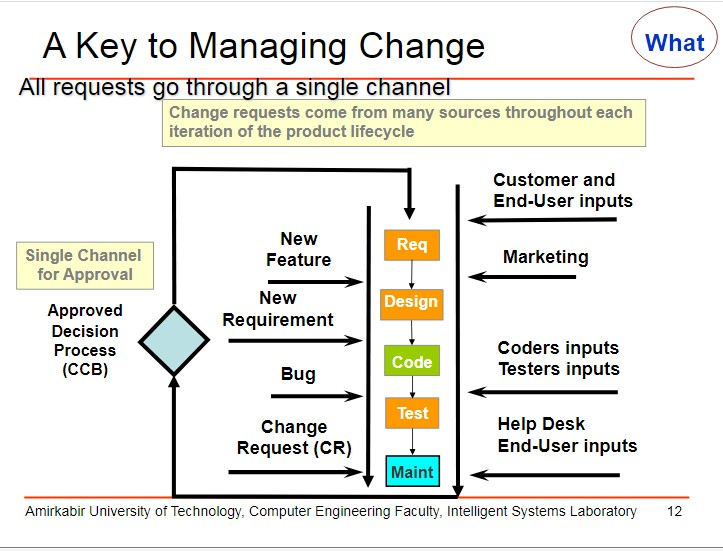 A Key to Managing Change
What
All requests go through a single channel
Change requests come from many sources throughout each
iteration of the product lifecycle
Single Channel
for Approval
Approved
Decision
Process
(CCB)
New
Feature
New
Requirement
Bug
Change
Request (CR)
Req
Design
Code
Test
Maint
Customer and
End-User inputs
Marketing
Coders inputs
Testers inputs
Help Desk
End-User inputs
Amirkabir University of Technology, Computer Engineering Faculty, Intelligent Systems Laboratory
12